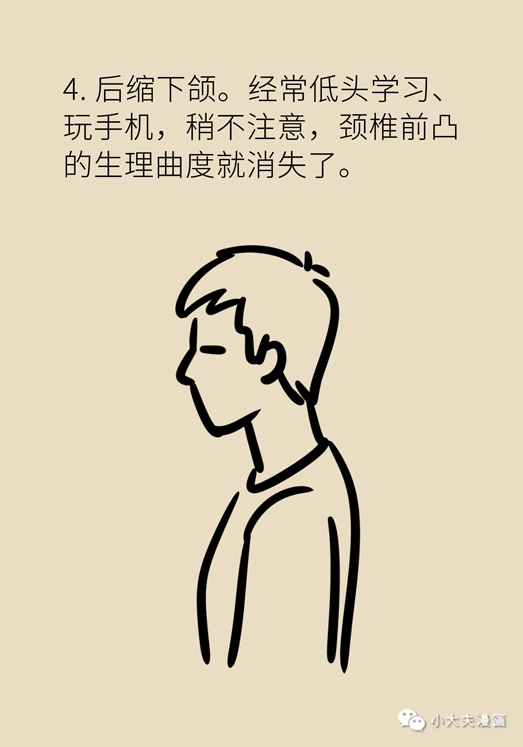 4. 后缩下颌。经常低头学习、
玩手机，稍不注意，颈椎前凸
的生理曲度就消失了。
小大夫漫画